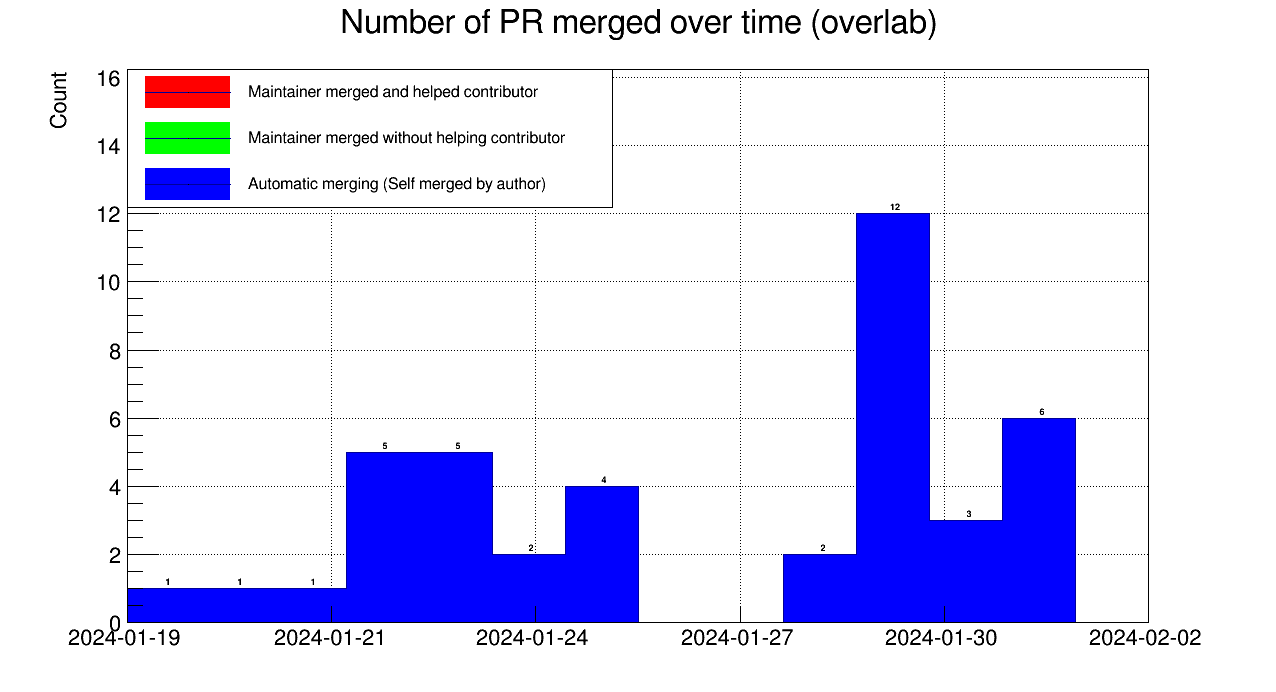 Number of PR merged over time (overlab)
Count
16
14
12
10
8
6
4
2
0
Maintainer merged and helped contributor
Maintainer merged without helping contributor
Automatic merging (Self merged by author)
1 1 1 5 5 2 4 2 12 3 6
2024-01-19 2024-01-21 2024-01-24 2024-01-27 2024-01-30 2024-02-02